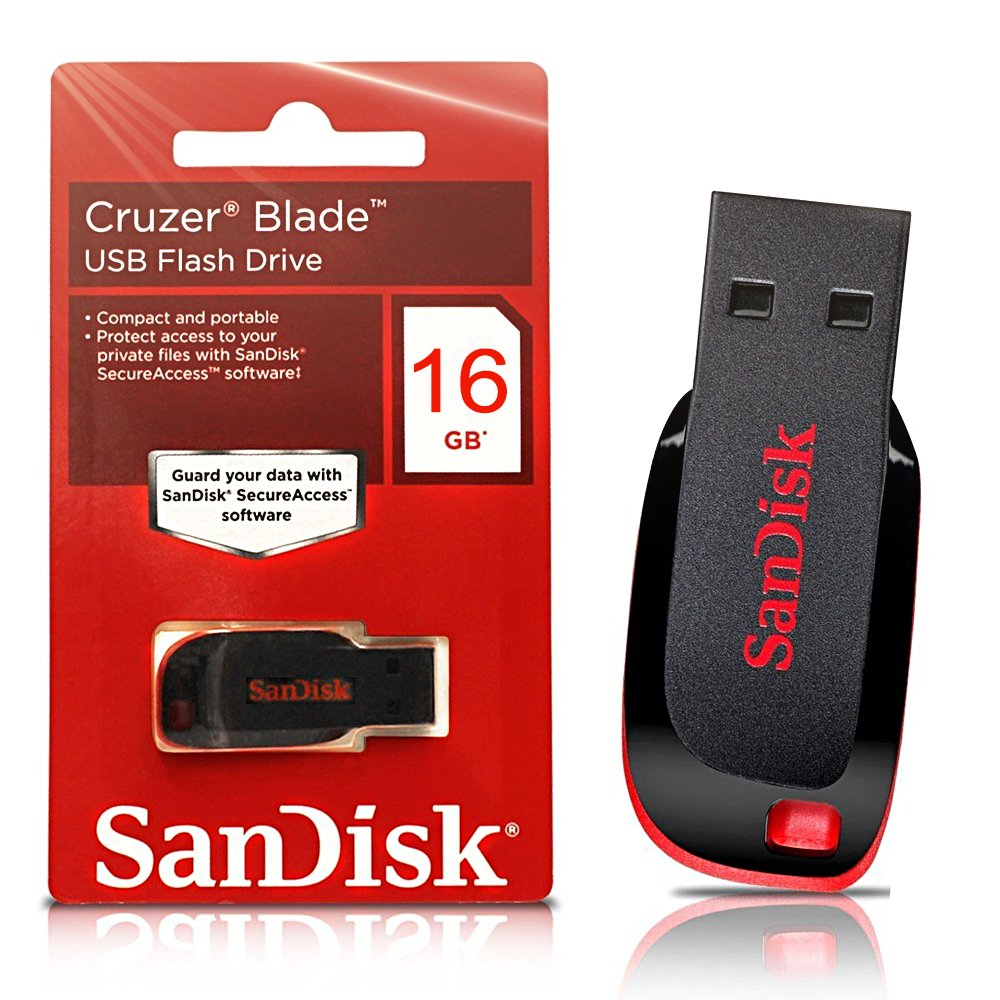 Cruzer® Blade™
USB Flash Drive
• Compact and portable
• Protect access to your
private files with SanDisk®
SecureAccess™ software‡
16
GB*
Guard your data with
SanDisk® SecureAccess™
software
SanDisk
SanDisk®
SanDisk